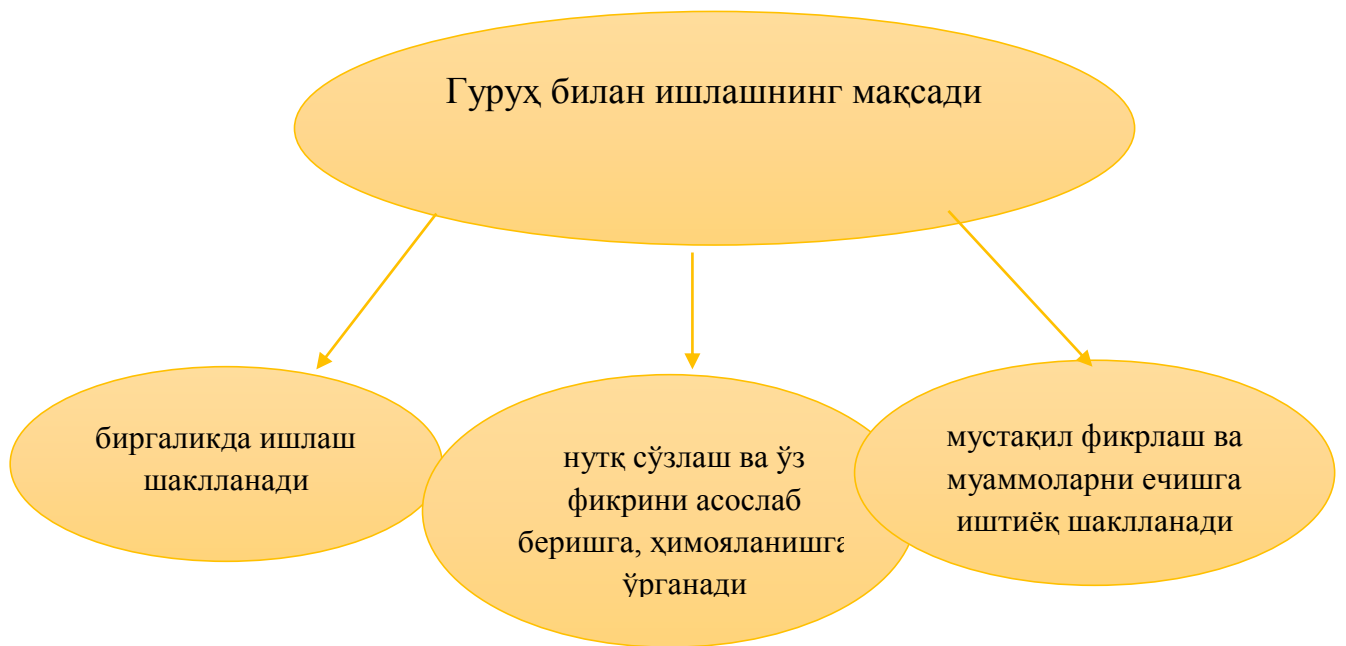 Гуруҳ билан ишлашнинг мақсади
биргаликда ишлаш
шаклланади
нутқ сўзлаш ва ўз
фикрини асослаб
беришга, ҳимояланишга
ўрганади
мустақил фикрлаш ва
муаммоларни ечишга
иштиёқ шаклланади